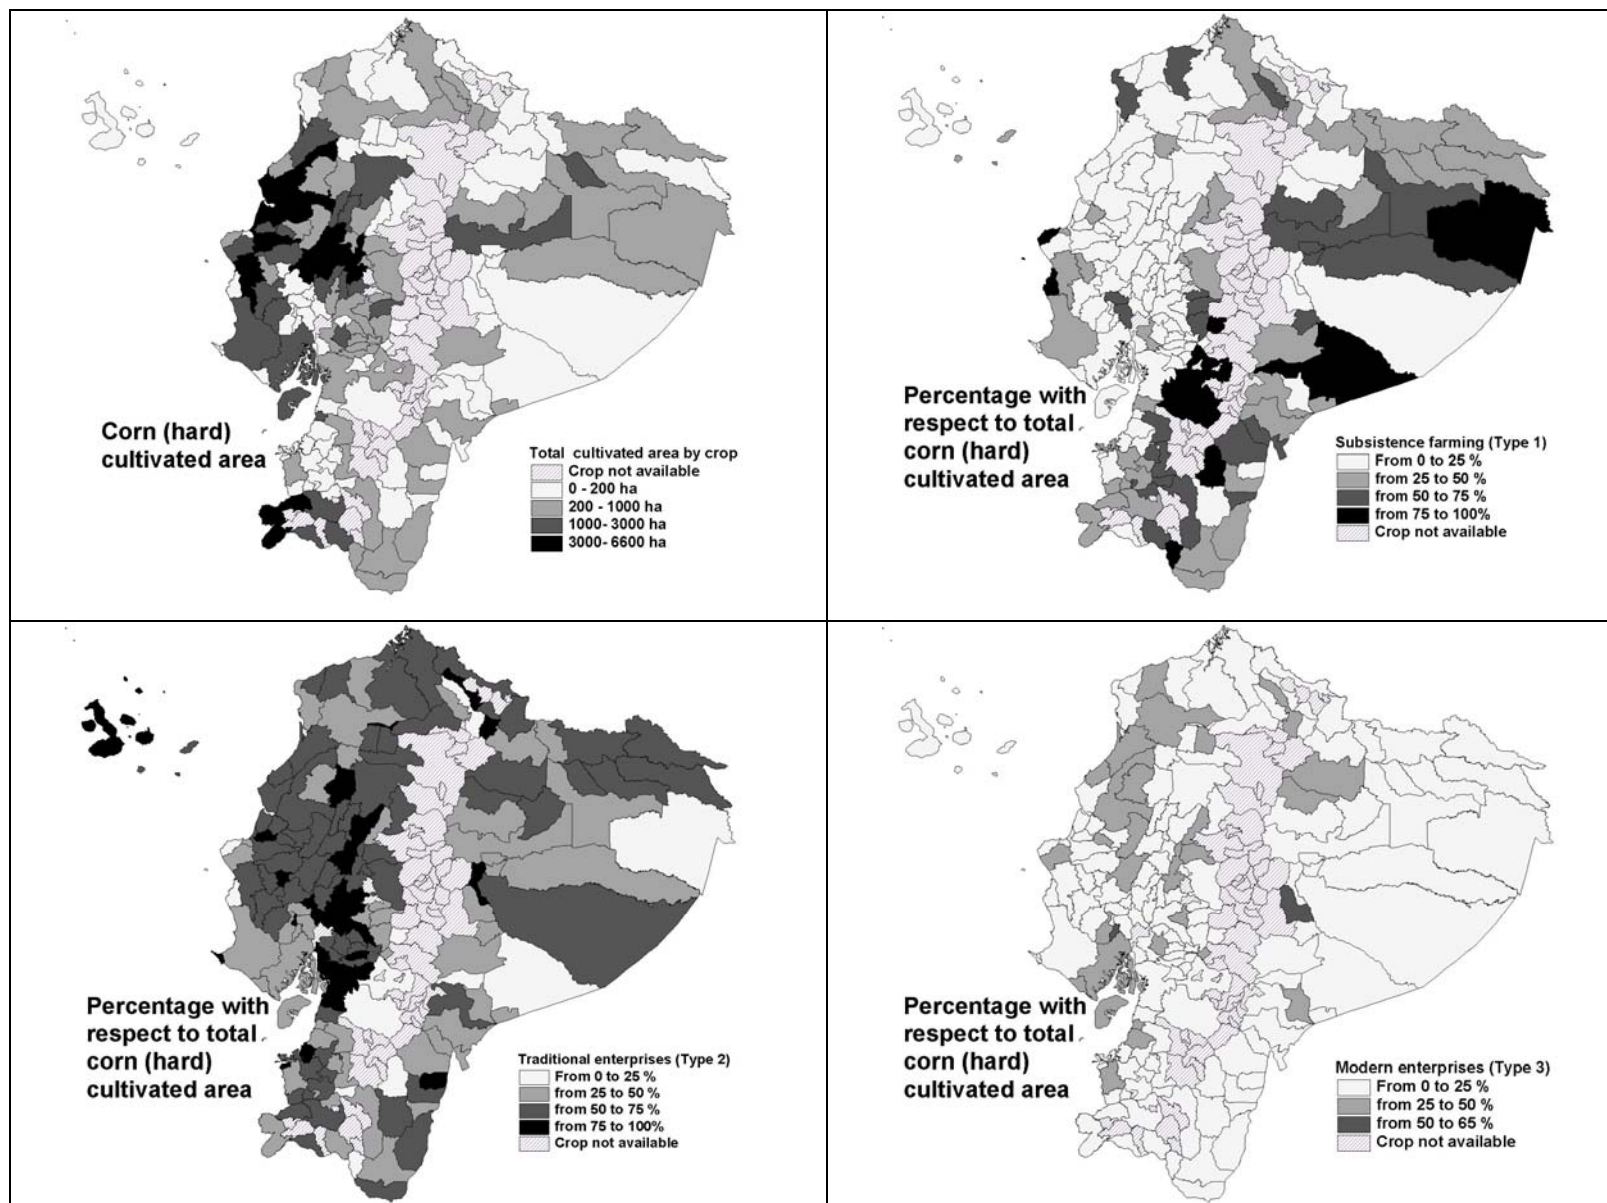 Corn (hard)
cultivated area
Total cultivated area by crop
Crop not available
0 - 200 ha
200 - 1000 ha
1000- 3000 ha
3000- 6600 ha
Percentage with
respect to total
corn (hard)
cultivated area
Subsistence farming (Type 1)
From 0 to 25 %
from 25 to 50 %
from 50 to 75 %
from 75 to 100%
Crop not available
Percentage with
respect to total
corn (hard)
cultivated area
Traditional enterprises (Type 2)
From 0 to 25 %
from 25 to 50 %
from 50 to 75 %
from 75 to 100%
Crop not available
Percentage with
respect to total
corn (hard)
cultivated area
Modern enterprises (Type 3)
From 0 to 25 %
from 25 to 50 %
from 50 to 65 %
Crop not available